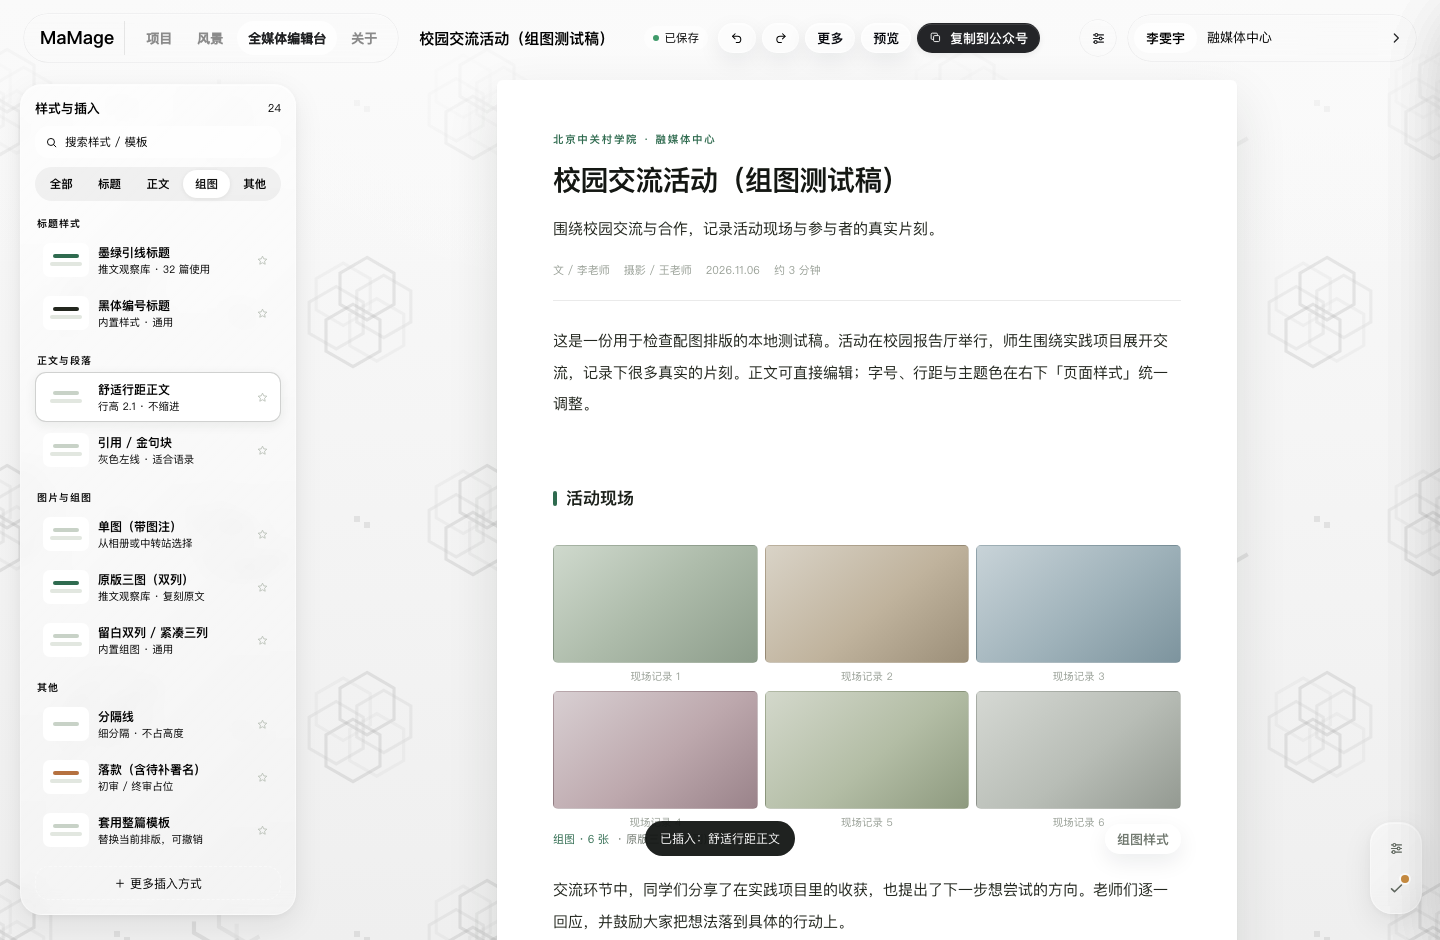 MaMage
项目
风景
全媒体编辑台
关于
校园交流活动（组图测试稿）
已保存
更多
预览
复制到公众号
李雯宇
融媒体中心
样式与插入
24
搜索样式 / 模板
全部
标题
正文
组图
其他
标题样式
墨绿引线标题
推文观察库 · 32 篇使用
黑体编号标题
内置样式 · 通用
正文与段落
舒适行距正文
行高 2.1 · 不缩进
引用 / 金句块
灰色左线 · 适合语录
图片与组图
单图（带图注）
从相册或中转站选择
原版三图（双列）
推文观察库 · 复刻原文
留白双列 / 紧凑三列
内置组图 · 通用
其他
分隔线
细分隔 · 不占高度
落款（含待补署名）
初审 / 终审占位
套用整篇模板
替换当前排版，可撤销
+ 更多插入方式
北京中关村学院 · 融媒体中心
校园交流活动（组图测试稿）
围绕校园交流与合作，记录活动现场与参与者的真实片刻。
文 / 李老师 摄影 / 王老师 2026.11.06 约 3 分钟
这是一份用于检查配图排版的本地测试稿。活动在校园报告厅举行，师生围绕实践项目展开交
流，记录下很多真实的片刻。正文可直接编辑；字号、行距与主题色在右下「页面样式」统一
调整。
活动现场
现场记录 1
现场记录 2
现场记录 3
现场记录 4
现场记录 5
现场记录 6
组图 · 6 张 · 原版
已插入：舒适行距正文
组图样式
交流环节中，同学们分享了在实践项目里的收获，也提出了下一步想尝试的方向。老师们逐一
回应，并鼓励大家把想法落到具体的行动上。